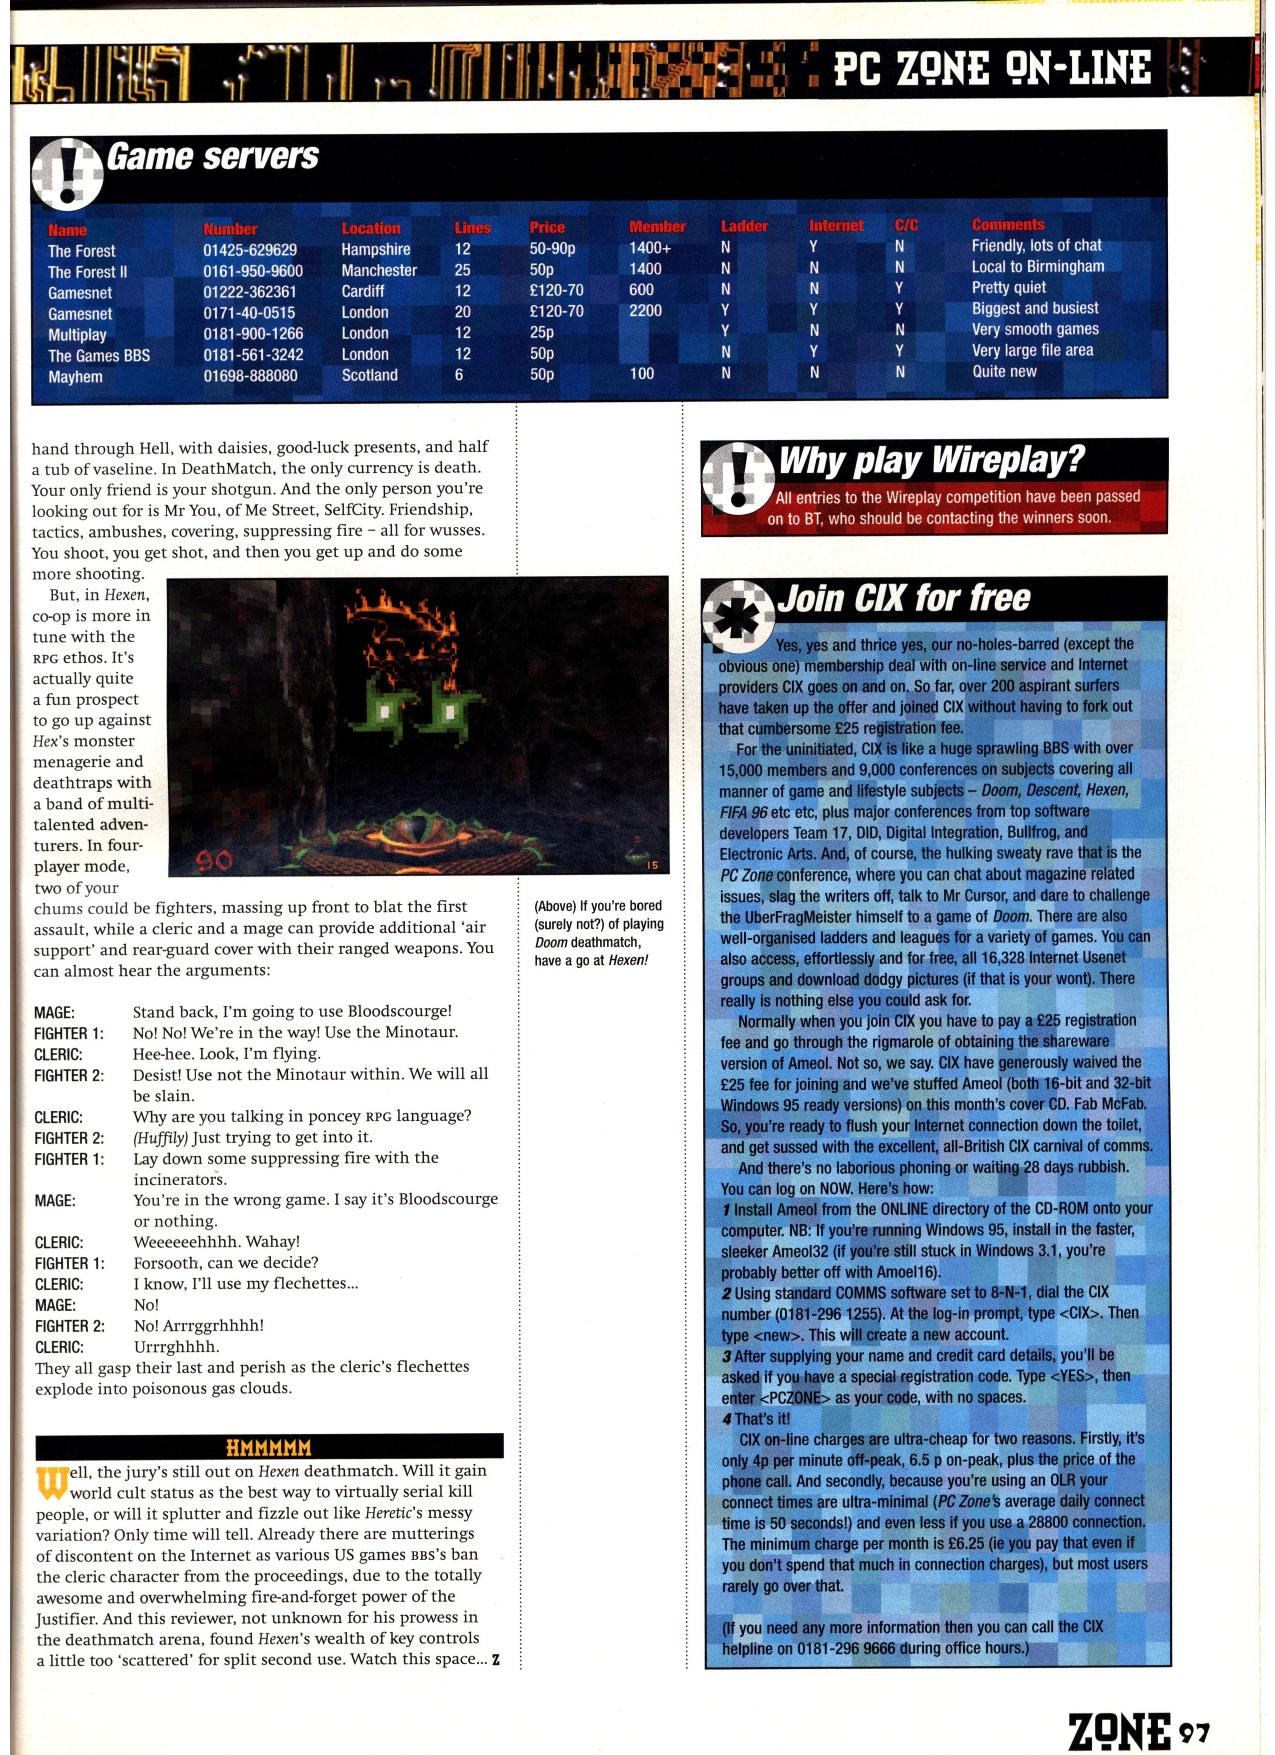 PC ZONE ON-LINE
Game servers
Name Number Location Lines Price Member Ladder Internet C/C Comments
The Forest 01425-629629 Hampshire 12 50-90p 1400+ N Y N Friendly, lots of chat
The Forest II 0161-950-9600 Manchester 25 50p 1400 N N N Local to Birmingham
Gamesnet 01222-362361 Cardiff 12 £120-70 600 N N Y Pretty quiet
Gamesnet 0171-40-0515 London 20 £120-70 2200 Y Y Y Biggest and busiest
Multiplay 0181-900-1266 London 12 25p Y N N Very smooth games
The Games BBS 0181-561-3242 London 12 50p N Y Y Very large file area
Mayhem 01698-888080 Scotland 6 50p 100 N N N Quite new
hand through Hell, with daisies, good-luck presents, and half
a tub of vaseline. In DeathMatch, the only currency is death.
Your only friend is your shotgun. And the only person you're
looking out for is Mr You, of Me Street, SelfCity. Friendship,
tactics, ambushes, covering, suppressing fire – all for wusses.
You shoot, you get shot, and then you get up and do some
more shooting.
But, in Hexen,
co-op is more in
tune with the
RPG ethos. It's
actually quite
a fun prospect
to go up against
Hex's monster
menagerie and
deathtraps with
a band of multi-
talented adven-
turers. In four-
player mode,
two of your
chums could be fighters, massing up front to blat the first
assault, while a cleric and a mage can provide additional 'air
support' and rear-guard cover with their ranged weapons. You
can almost hear the arguments:
90
15
(Above) If you're bored
(surely not?) of playing
Doom deathmatch,
have a go at Hexen!
MAGE: Stand back, I'm going to use Bloodscourge!
FIGHTER 1: No! No! We're in the way! Use the Minotaur.
CLERIC: Hee-hee. Look, I'm flying.
FIGHTER 2: Desist! Use not the Minotaur within. We will all
be slain.
CLERIC: Why are you talking in poncey RPG language?
FIGHTER 2: (Huffily) Just trying to get into it.
FIGHTER 1: Lay down some suppressing fire with the
incinerators.
MAGE: You're in the wrong game. I say it's Bloodscourge
or nothing.
CLERIC: Weeeeeehhhh. Wahay!
FIGHTER 1: Forsooth, can we decide?
CLERIC: I know, I'll use my flechettes...
MAGE: No!
FIGHTER 2: No! Arrrggrhhhh!
CLERIC: Urrrghhhh.
They all gasp their last and perish as the cleric's flechettes
explode into poisonous gas clouds.
HMMMMM
Well, the jury's still out on Hexen deathmatch. Will it gain
world cult status as the best way to virtually serial kill
people, or will it splutter and fizzle out like Heretic's messy
variation? Only time will tell. Already there are mutterings
of discontent on the Internet as various US games BBS's ban
the cleric character from the proceedings, due to the totally
awesome and overwhelming fire-and-forget power of the
Justifier. And this reviewer, not unknown for his prowess in
the deathmatch arena, found Hexen's wealth of key controls
a little too 'scattered' for split second use. Watch this space... Z
Why play Wireplay?
All entries to the Wireplay competition have been passed
on to BT, who should be contacting the winners soon.
Join CIX for free
Yes, yes and thrice yes, our no-holes-barred (except the
obvious one) membership deal with on-line service and Internet
providers CIX goes on and on. So far, over 200 aspirant surfers
have taken up the offer and joined CIX without having to fork out
that cumbersome £25 registration fee.
For the uninitiated, CIX is like a huge sprawling BBS with over
15,000 members and 9,000 conferences on subjects covering all
manner of game and lifestyle subjects – Doom, Descent, Hexen,
FIFA 96 etc etc, plus major conferences from top software
developers Team 17, DID, Digital Integration, Bullfrog, and
Electronic Arts. And, of course, the hulking sweaty rave that is the
PC Zone conference, where you can chat about magazine related
issues, slag the writers off, talk to Mr Cursor, and dare to challenge
the UberFragMeister himself to a game of Doom. There are also
well-organised ladders and leagues for a variety of games. You can
also access, effortlessly and for free, all 16,328 Internet Usenet
groups and download dodgy pictures (if that is your wont). There
really is nothing else you could ask for.
Normally when you join CIX you have to pay a £25 registration
fee and go through the rigmarole of obtaining the shareware
version of Ameol. Not so, we say. CIX have generously waived the
£25 fee for joining and we've stuffed Ameol (both 16-bit and 32-bit
Windows 95 ready versions) on this month's cover CD. Fab McFab.
So, you're ready to flush your Internet connection down the toilet,
and get sussed with the excellent, all-British CIX carnival of comms.
And there's no laborious phoning or waiting 28 days rubbish.
You can log on NOW. Here's how:
1 Install Ameol from the ONLINE directory of the CD-ROM onto your
computer. NB: If you're running Windows 95, install in the faster,
sleeker Ameol32 (if you're still stuck in Windows 3.1, you're
probably better off with Amoel16).
2 Using standard COMMS software set to 8-N-1, dial the CIX
number (0181-296 1255). At the log-in prompt, type <CIX>. Then
type <new>. This will create a new account.
3 After supplying your name and credit card details, you'll be
asked if you have a special registration code. Type <YES>, then
enter <PCZONE> as your code, with no spaces.
4 That's it!
CIX on-line charges are ultra-cheap for two reasons. Firstly, it's
only 4p per minute off-peak, 6.5 p on-peak, plus the price of the
phone call. And secondly, because you're using an OLR your
connect times are ultra-minimal (PC Zone's average daily connect
time is 50 seconds!) and even less if you use a 28800 connection.
The minimum charge per month is £6.25 (ie you pay that even if
you don't spend that much in connection charges), but most users
rarely go over that.
(If you need any more information then you can call the CIX
helpline on 0181-296 9666 during office hours.)
ZONE 97